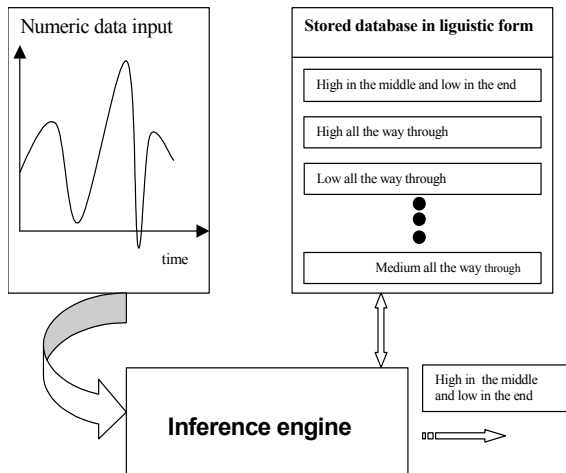 Numeric data input
time
Stored database in liguistic form
High in the middle and low in the end
High all the way through
Low all the way through
Medium all the way through
Inference engine
High in the middle
and low in the end